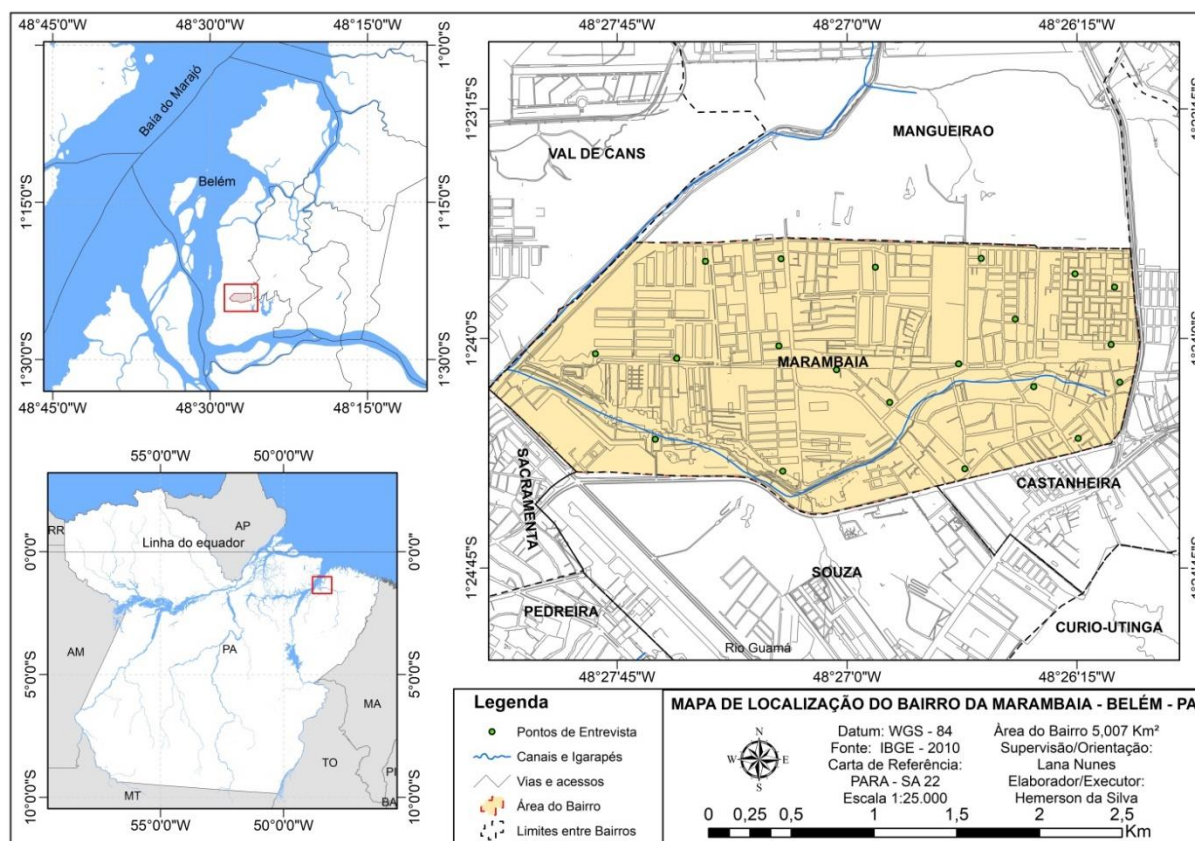 48°45'0"W 48°30'0"W 48°15'0"W
1°0'0"S
1°15'0"S
1°30'0"S
Baía do Marajó
Belém
48°45'0"W 48°30'0"W 48°15'0"W
55°0'0"W 50°0'0"W
0°0'0" 0°0'0"
5°0'0"S 5°0'0"S
10°0'0"S 10°0'0"S
RR
AP
Linha do equador
AM
PA
MA
TO
PI
MT
BA
55°0'0"W 50°0'0"W
48°27'45"W 48°27'0"W 48°26'15"W
1°23'15"S 1°23'15"S
1°24'0"S 1°24'0"S
1°24'45"S 1°24'45"S
VAL DE CANS
MANGUEIRAO
MARAMBAIA
SACRAMENTA
CASTANHEIRA
SOUZA
PEDREIRA
CURIO-UTINGA
Rio Guamá
48°27'45"W 48°27'0"W 48°26'15"W
Legenda
Pontos de Entrevista
Canais e Igarapés
Vias e acessos
Área do Bairro
Limites entre Bairros
MAPA DE LOCALIZAÇÃO DO BAIRRO DA MARAMBAIA - BELÉM - PA
N
W E
S
Datum: WGS - 84
Fonte: IBGE - 2010
Carta de Referência:
PARA - SA 22
Escala 1:25.000
Àrea do Bairro 5,007 Km²
Supervisão/Orientação:
Lana Nunes
Elaborador/Executor:
Hemerson da Silva
0 0,25 0,5 1 1,5 2 2,5
Km